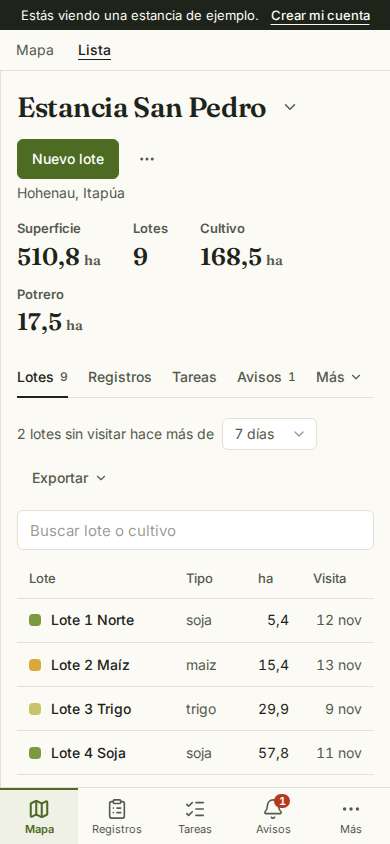 Estás viendo una estancia de ejemplo. Crear mi cuenta
Mapa Lista
Estancia San Pedro
Nuevo lote
Hohenau, Itapúa
Superficie Lotes Cultivo
510,8 ha 9 168,5 ha
Potrero
17,5 ha
Lotes 9 Registros Tareas Avisos 1 Más
2 lotes sin visitar hace más de 7 días
Exportar
Buscar lote o cultivo
Lote Tipo ha Visita
Lote 1 Norte soja 5,4 12 nov
Lote 2 Maíz maiz 15,4 13 nov
Lote 3 Trigo trigo 29,9 9 nov
Lote 4 Soja soja 57,8 11 nov
1
Mapa Registros Tareas Avisos Más